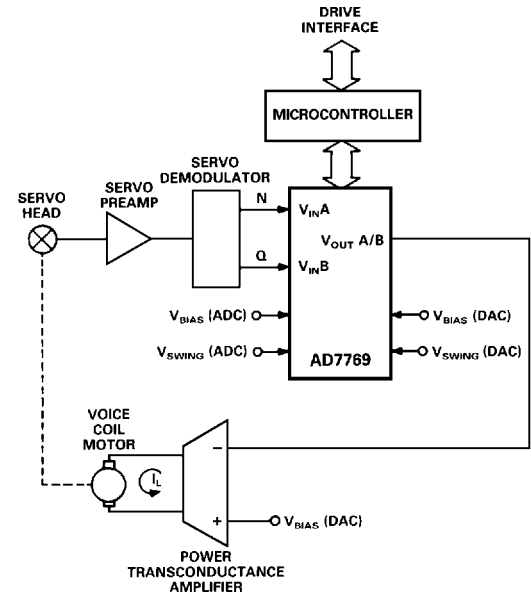 DRIVE
INTERFACE
MICROCONTROLLER
SERVO
DEMODULATOR
SERVO
PREAMP
SERVO
HEAD
N
Q
VINA
VINB
VOUT A/B
VBIAS (ADC)
VSWING (ADC)
VBIAS (DAC)
VSWING (DAC)
AD7769
VOICE
COIL
MOTOR
IL
−
+
VBIAS (DAC)
POWER
TRANSCONDUCTANCE
AMPLIFIER